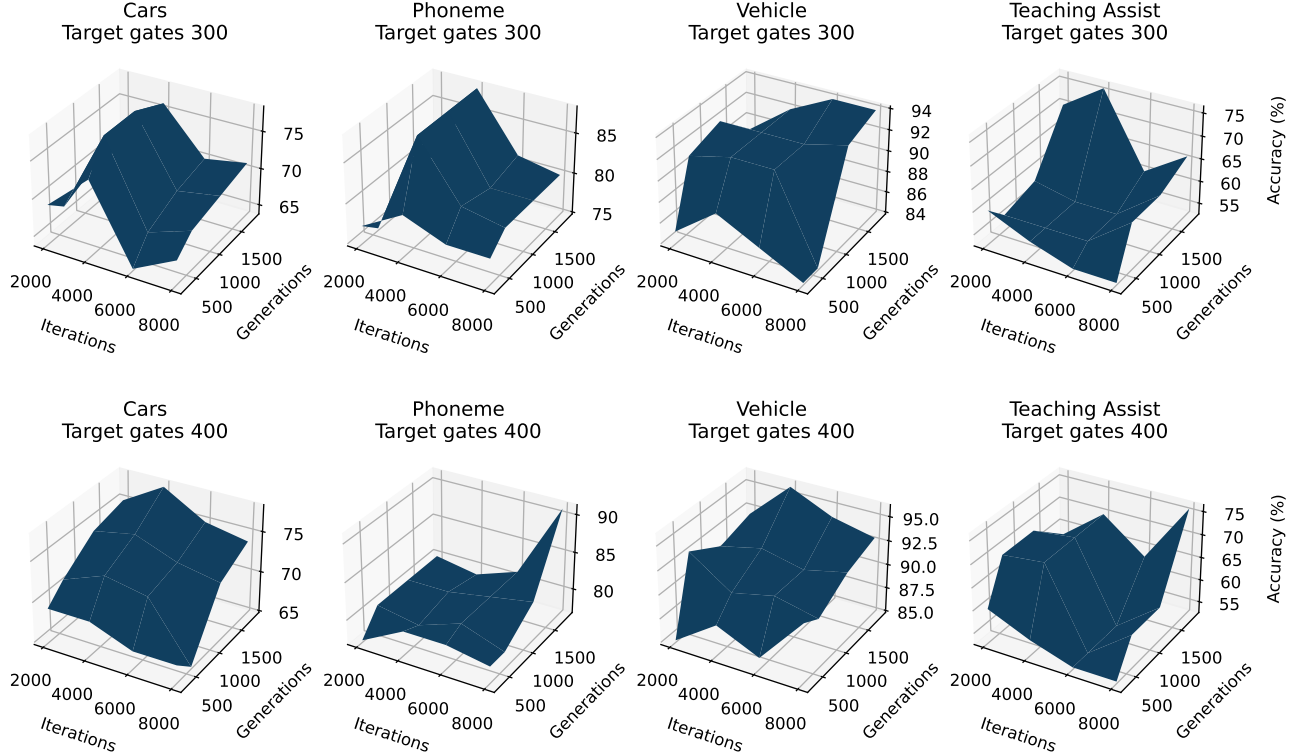 Cars
Target gates 300
Phoneme
Target gates 300
Vehicle
Target gates 300
Teaching Assist
Target gates 300
75
70
65
2000
4000
6000
8000
500
1000
1500
Iterations
Generations
85
80
75
2000
4000
6000
8000
500
1000
1500
Iterations
Generations
94
92
90
88
86
84
2000
4000
6000
8000
500
1000
1500
Iterations
Generations
75
70
65
60
55
Accuracy (%)
2000
4000
6000
8000
500
1000
1500
Iterations
Generations
Cars
Target gates 400
Phoneme
Target gates 400
Vehicle
Target gates 400
Teaching Assist
Target gates 400
75
70
65
2000
4000
6000
8000
500
1000
1500
Iterations
Generations
90
85
80
2000
4000
6000
8000
500
1000
1500
Iterations
Generations
95.0
92.5
90.0
87.5
85.0
2000
4000
6000
8000
500
1000
1500
Iterations
Generations
75
70
65
60
55
Accuracy (%)
2000
4000
6000
8000
500
1000
1500
Iterations
Generations